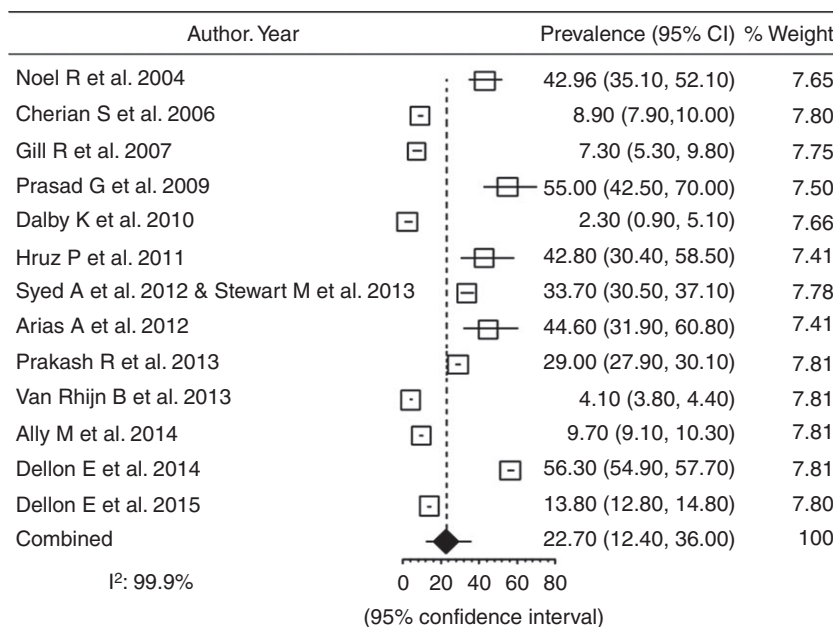 Author. Year Prevalence (95% CI) % Weight
Noel R et al. 2004 42.96 (35.10, 52.10) 7.65
Cherian S et al. 2006 8.90 (7.90,10.00) 7.80
Gill R et al. 2007 7.30 (5.30, 9.80) 7.75
Prasad G et al. 2009 55.00 (42.50, 70.00) 7.50
Dalby K et al. 2010 2.30 (0.90, 5.10) 7.66
Hruz P et al. 2011 42.80 (30.40, 58.50) 7.41
Syed A et al. 2012 & Stewart M et al. 2013 33.70 (30.50, 37.10) 7.78
Arias A et al. 2012 44.60 (31.90, 60.80) 7.41
Prakash R et al. 2013 29.00 (27.90, 30.10) 7.81
Van Rhijn B et al. 2013 4.10 (3.80, 4.40) 7.81
Ally M et al. 2014 9.70 (9.10, 10.30) 7.81
Dellon E et al. 2014 56.30 (54.90, 57.70) 7.81
Dellon E et al. 2015 13.80 (12.80, 14.80) 7.80
Combined 22.70 (12.40, 36.00) 100
I²: 99.9% 0 20 40 60 80
(95% confidence interval)